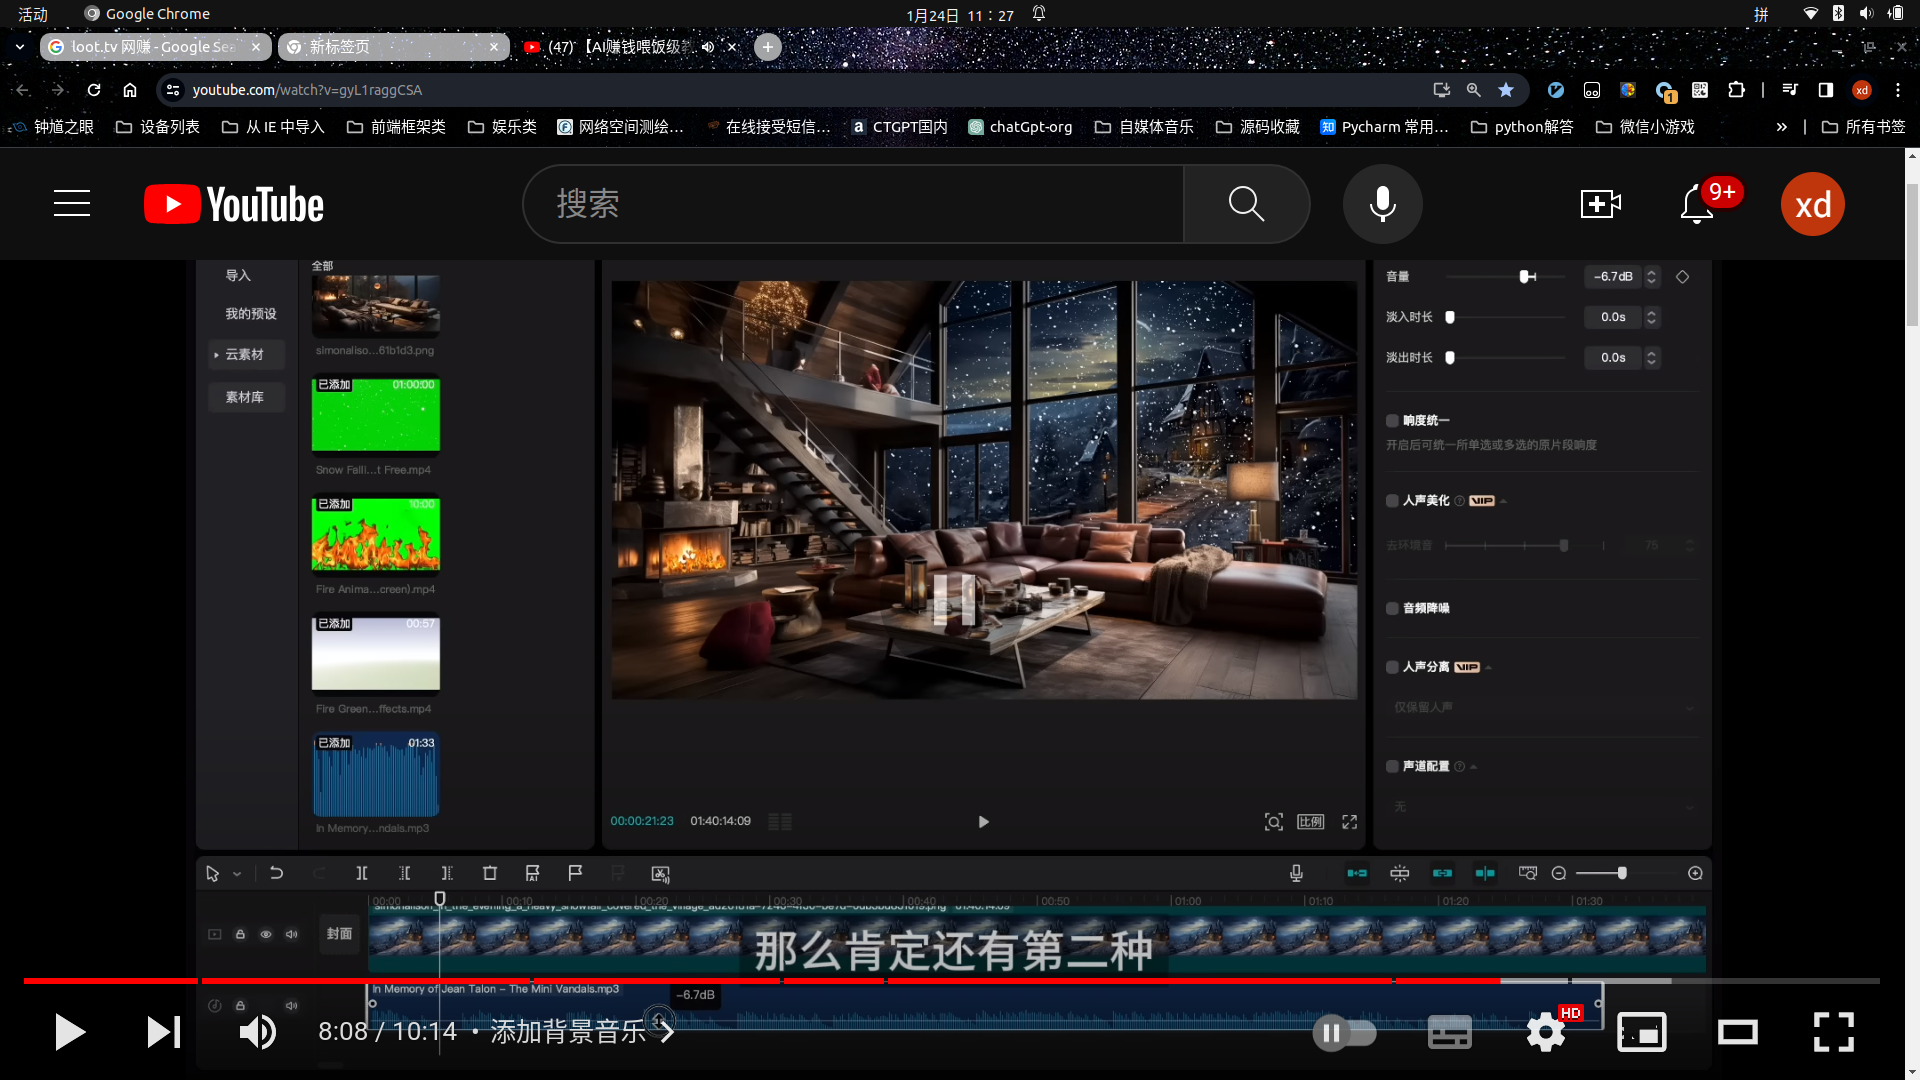 活动 Google Chrome 1月24日 11：27 拼
loot.tv 网赚 - Google Sea 新标签页 (47) 【AI赚钱喂饭级
youtube.com/watch?v=gyL1raggCSA 1 xd
钟道之眼 设备列表 从 IE 中导入 前端框架类 娱乐类 网络空间测绘... 在线接受短信... CTGPT国内 chatGpt-org 自媒体音乐 源码收藏 Pycharm 常用... python解答 微信小游戏 » 所有书签
YouTube 搜索 9+ xd
导入
我的预设
云素材
素材库
全部
simonaliso...61b1d3.png
已添加 01:00:00
Snow Falli...t Free.mp4
已添加 10:00
Fire Anima...creen).mp4
已添加 00:57
Fire Green...ffects.mp4
已添加 01:33
In Memory...ndals.mp3
00:00:21:23 01:40:14:09 比例
音量 -6.7dB
淡入时长 0.0s
淡出时长 0.0s
响度统一
开启后可统一所单选或多选的原片段响度
人声美化 VIP
去环境音 75
音频降噪
人声分离 VIP
仅保留人声
声道配置
无
00:00 00:10 00:20 00:30 00:40 00:50 01:00 01:10 01:20 01:30
封面
那么肯定还有第二种
In Memory of Jean Talon - The Mini Vandals.mp3
-6.7dB
8:08 / 10:14 • 添加背景音乐 HD